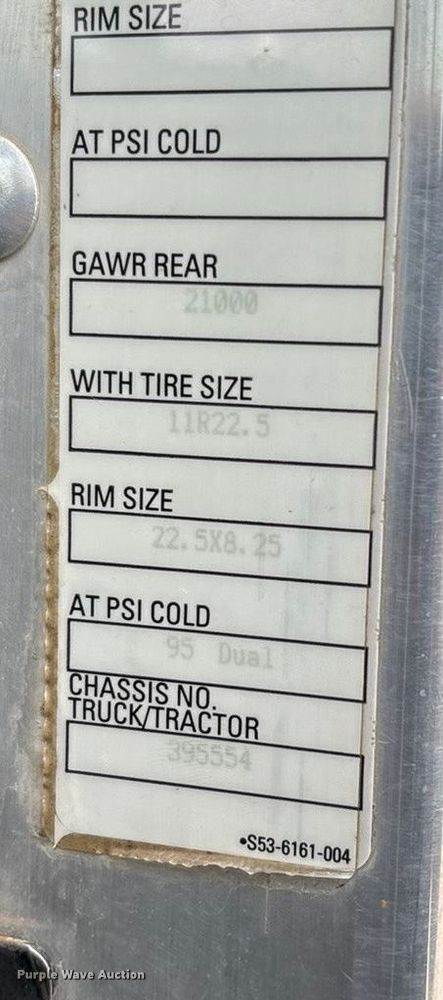 RIM SIZE
AT PSI COLD
GAWR REAR
21000
WITH TIRE SIZE
11R22.5
RIM SIZE
22.5X8.25
AT PSI COLD
95 Dual
CHASSIS NO.
TRUCK/TRACTOR
395554
•S53-6161-004
Purple Wave Auction